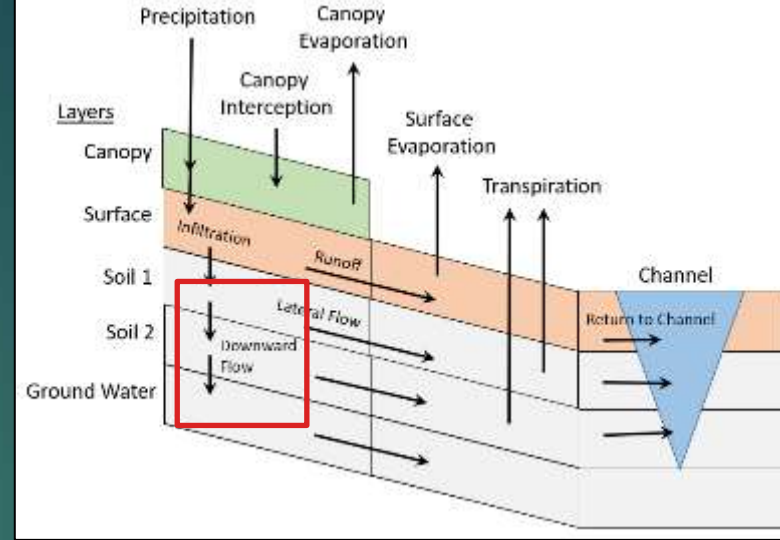 Precipitation
Canopy
Evaporation
Canopy
Interception
Layers
Surface
Evaporation
Canopy
Transpiration
Surface
Infiltration
Runoff
Channel
Soil 1
Lateral Flow
Return to Channel
Soil 2
Downward
Flow
Ground Water